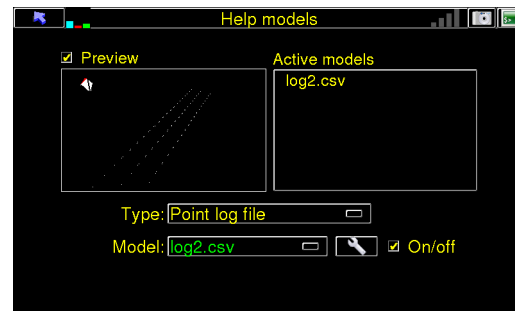 Help models
Preview
Active models
log2.csv
Type: Point log file
Model: log2.csv
On/off